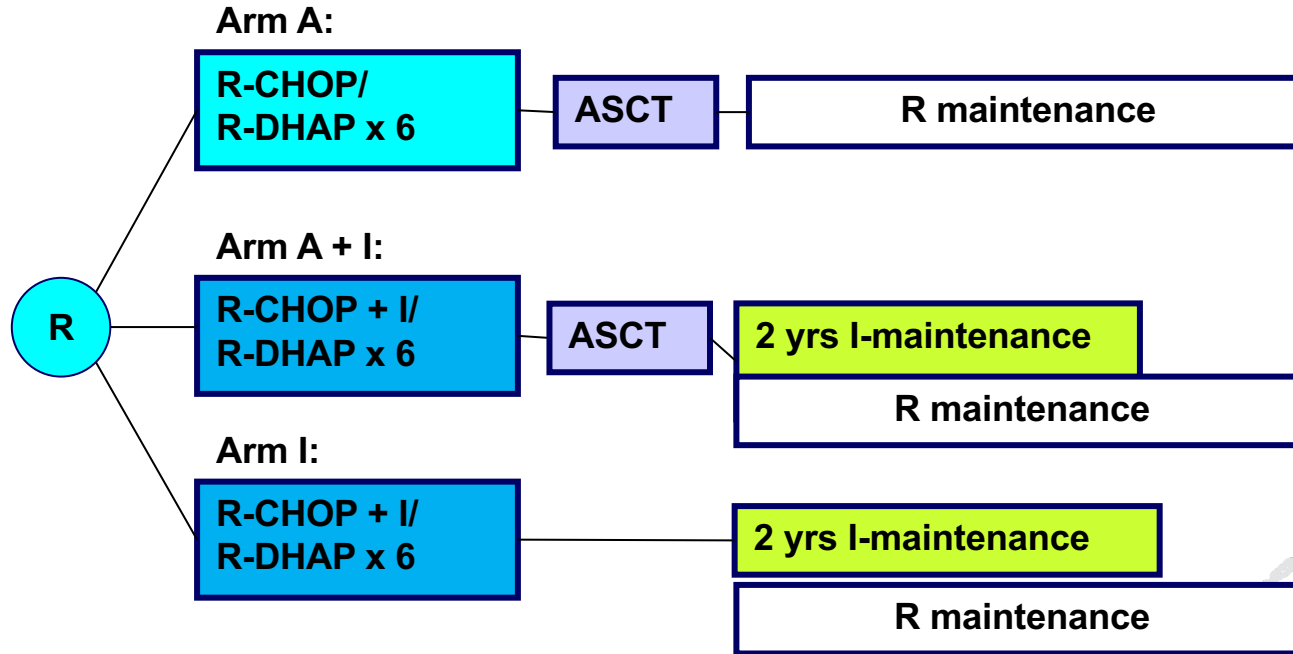 Arm A:
R-CHOP/
R-DHAP x 6
ASCT
R maintenance
Arm A + I:
R
R-CHOP + I/
R-DHAP x 6
ASCT
2 yrs I-maintenance
R maintenance
Arm I:
R-CHOP + I/
R-DHAP x 6
2 yrs I-maintenance
R maintenance